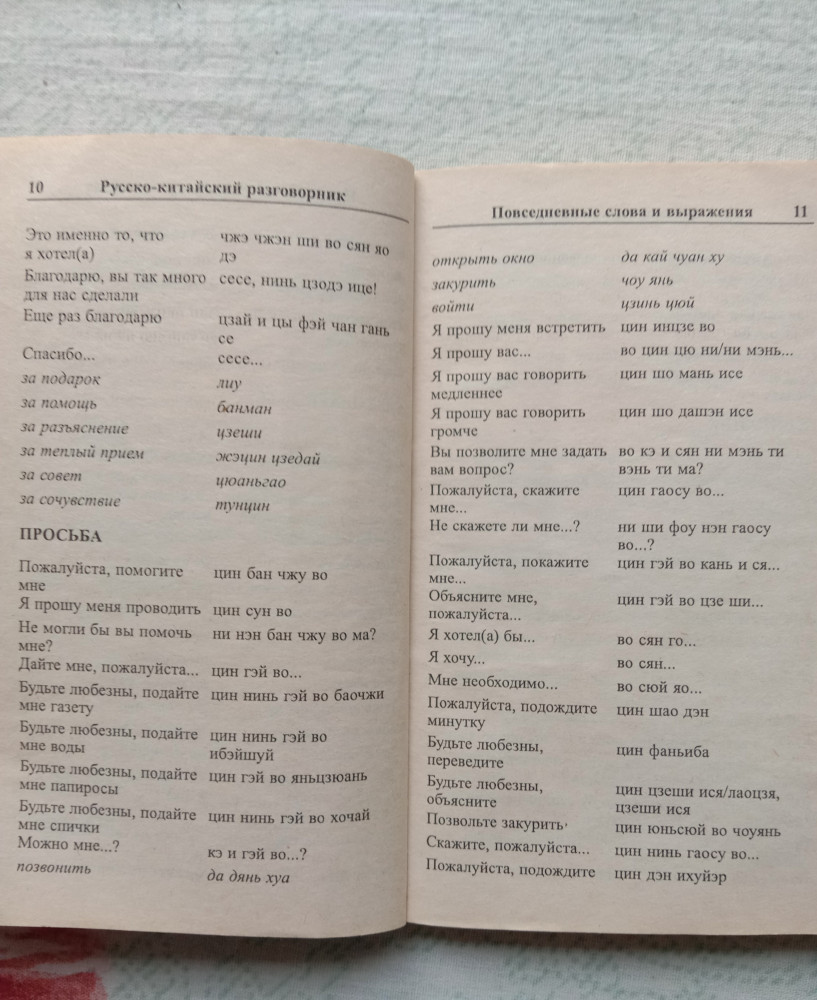 10 Русско-китайский разговорник
Это именно то, что чжэ чжэн ши во сян яо
я хотел(а) дэ
Благодарю, вы так много сесе, нинь цзодэ ице!
для нас сделали
Еще раз благодарю цзай и цы фэй чан гань
се
Спасибо... сесе...
за подарок лиу
за помощь банман
за разъяснение цзеши
за теплый прием жэцин цзедай
за совет цюаньгао
за сочувствие тунцин
ПРОСЬБА
Пожалуйста, помогите цин бан чжу во
мне
Я прошу меня проводить цин сун во
Не могли бы вы помочь ни нэн бан чжу во ма?
мне?
Дайте мне, пожалуйста... цин гэй во...
Будьте любезны, подайте цин нинь гэй во баочжи
мне газету
Будьте любезны, подайте цин нинь гэй во
мне воды ибэйшуй
Будьте любезны, подайте цин гэй во яньцзюань
мне папиросы
Будьте любезны, подайте цин нинь гэй во хочай
мне спички
Можно мне...? кэ и гэй во...?
позвонить да дянь хуа
Повседневные слова и выражения 11
открыть окно да кай чуан ху
закурить чоу янь
войти цзинь цюй
Я прошу меня встретить цин инцзе во
Я прошу вас... во цин цю ни/ни мэнь...
Я прошу вас говорить цин шо мань исе
медленнее
Я прошу вас говорить цин шо дашэн исе
громче
Вы позволите мне задать во кэ и сян ни мэнь ти
вам вопрос? вэнь ти ма?
Пожалуйста, скажите цин гаосу во...
мне...
Не скажете ли мне...? ни ши фоу нэн гаосу
во...?
Пожалуйста, покажите цин гэй во кань и ся...
мне...
Объясните мне, цин гэй во цзе ши...
пожалуйста...
Я хотел(а) бы... во сян го...
Я хочу... во сян...
Мне необходимо... во сюй яо...
Пожалуйста, подождите цин шао дэн
минутку
Будьте любезны, цин фаньиба
переведите
Будьте любезны, цин цзеши ися/лаоцзя,
объясните цзеши ися
Позвольте закурить цин юньсюй во чоуянь
Скажите, пожалуйста... цин нинь гаосу во...
Пожалуйста, подождите цин дэн ихуйэр